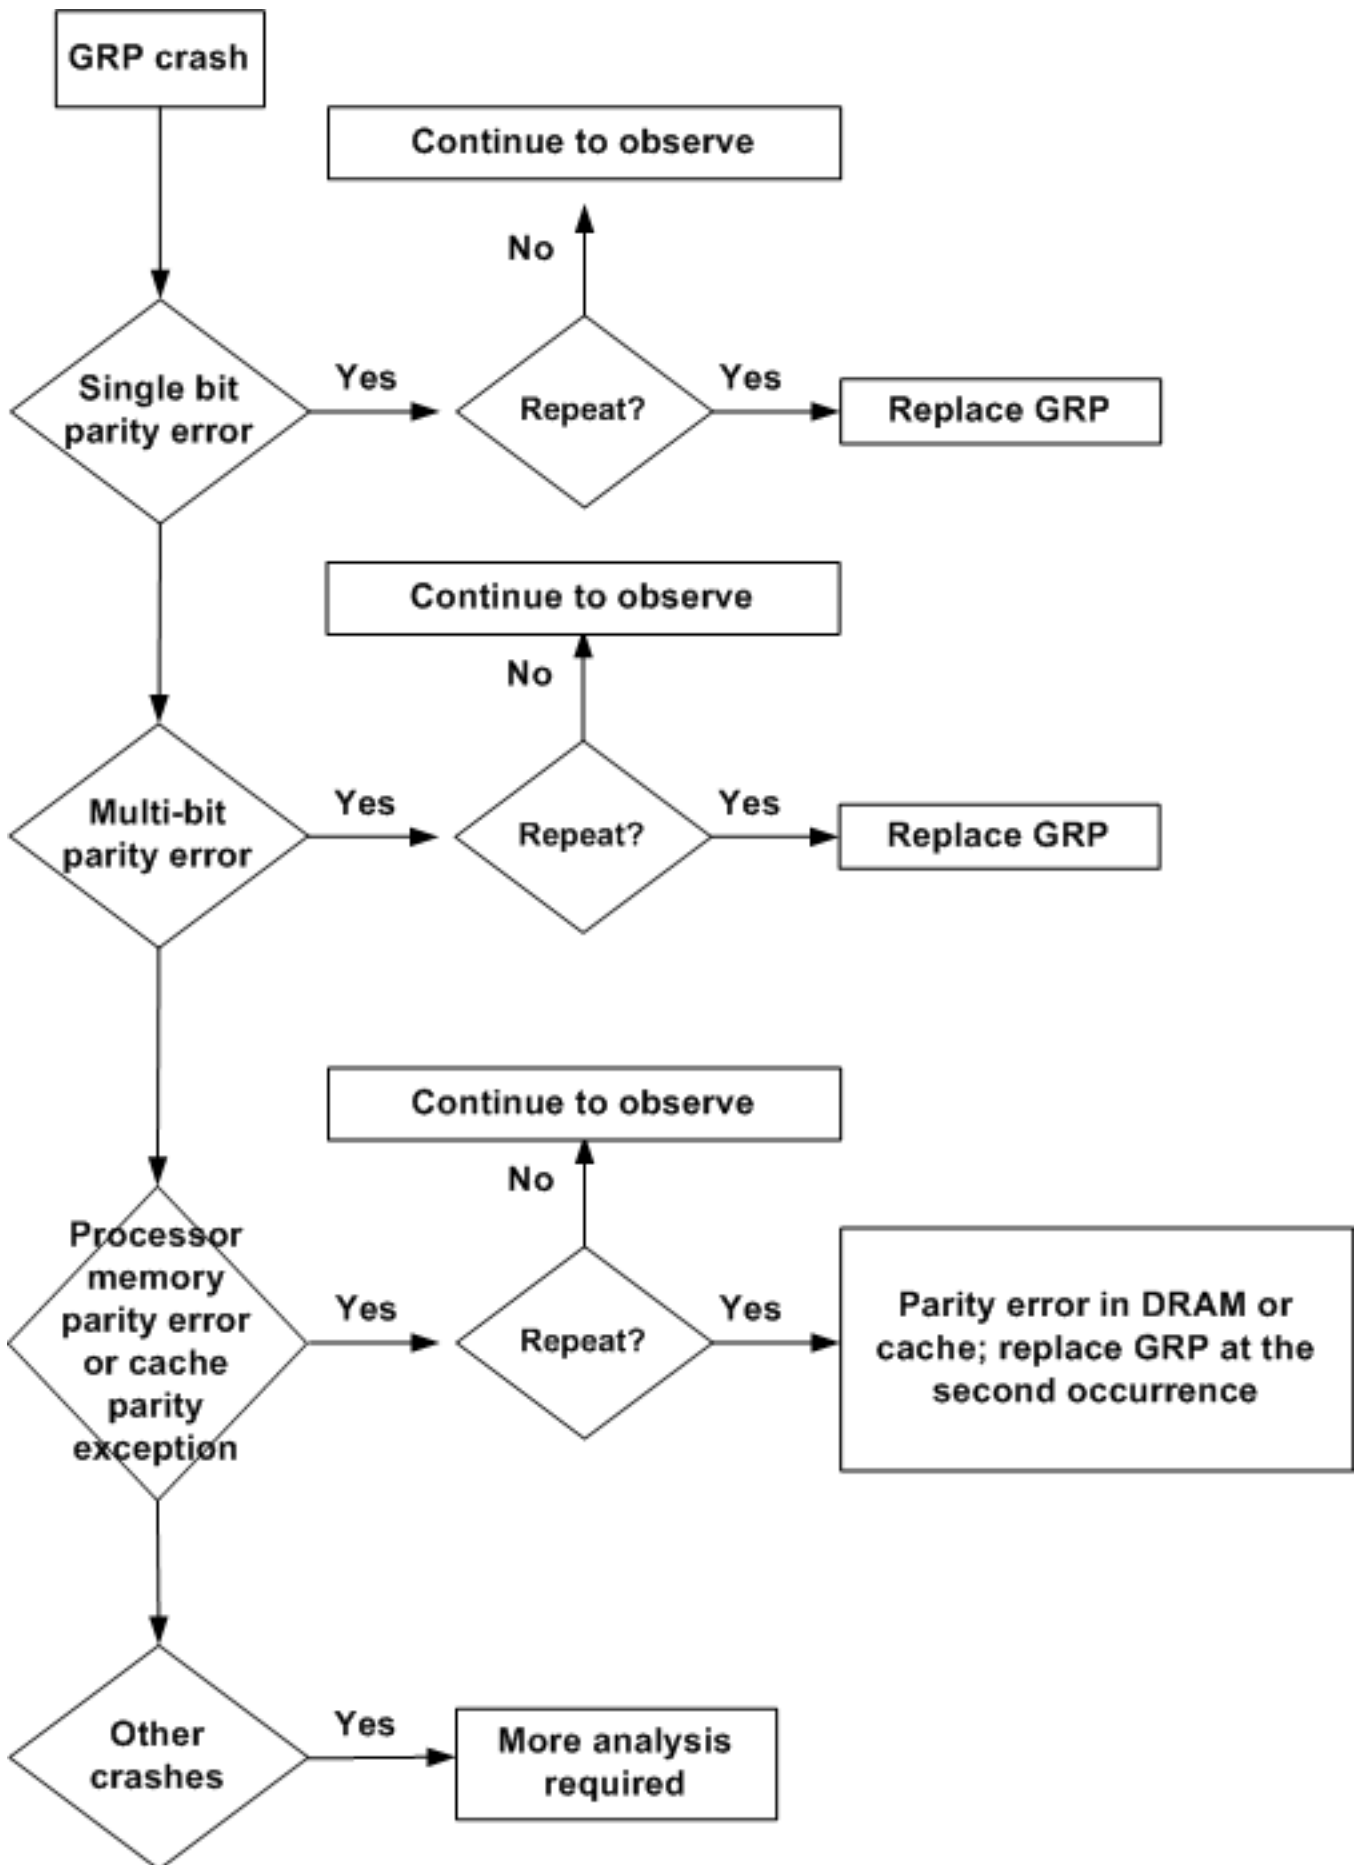 GRP crash
Continue to observe
No
Single bit
parity error
Yes
Repeat?
Yes
Replace GRP
Continue to observe
No
Multi-bit
parity error
Yes
Repeat?
Yes
Replace GRP
Continue to observe
No
Processor
memory
parity error
or cache
parity
exception
Yes
Repeat?
Yes
Parity error in DRAM or
cache; replace GRP at the
second occurrence
Other
crashes
Yes
More analysis
required